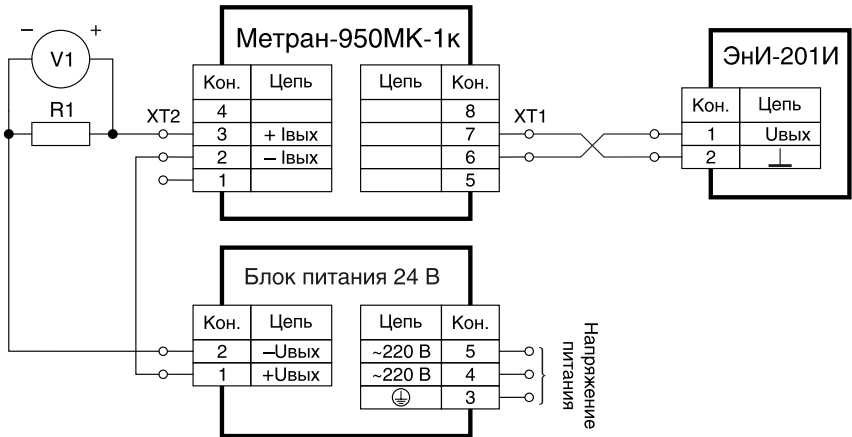 Метран-950МК-1к
Кон. Цепь
4
3 + Iвых
2 – Iвых
1
Цепь Кон.
8
7
6
5
XT2
XT1
– +
V1
R1
ЭнИ-201И
Кон. Цепь
1 Uвых
2 ⊥
Блок питания 24 В
Кон. Цепь
2 –Uвых
1 +Uвых
Цепь Кон.
~220 В 5
~220 В 4
3
Напряжение
питания